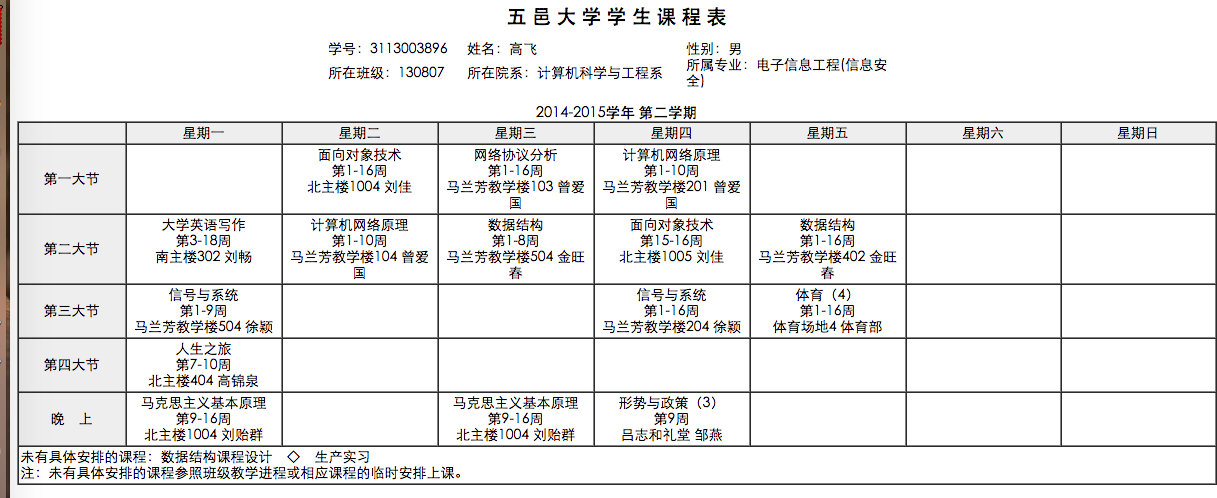 五邑大学学生课程表
学号：3113003896 姓名：高飞 性别：男
所在班级：130807 所在院系：计算机科学与工程系 所属专业：电子信息工程(信息安
全)
2014-2015学年 第二学期
星期一 星期二 星期三 星期四 星期五 星期六 星期日
第一大节
面向对象技术
第1-16周
北主楼1004 刘佳
网络协议分析
第1-16周
马兰芳教学楼103 曾爱
国
计算机网络原理
第1-10周
马兰芳教学楼201 曾爱
国
第二大节
大学英语写作
第3-18周
南主楼302 刘畅
计算机网络原理
第1-10周
马兰芳教学楼104 曾爱
国
数据结构
第1-8周
马兰芳教学楼504 金旺
春
面向对象技术
第15-16周
北主楼1005 刘佳
数据结构
第1-16周
马兰芳教学楼402 金旺
春
第三大节
信号与系统
第1-9周
马兰芳教学楼504 徐颖
信号与系统
第1-16周
马兰芳教学楼204 徐颖
体育（4）
第1-16周
体育场地4 体育部
第四大节
人生之旅
第7-10周
北主楼404 高锦泉
晚 上
马克思主义基本原理
第9-16周
北主楼1004 刘贻群
马克思主义基本原理
第9-16周
北主楼1004 刘贻群
形势与政策（3）
第9周
吕志和礼堂 邹燕
未有具体安排的课程：数据结构课程设计 ◇ 生产实习
注：未有具体安排的课程参照班级教学进程或相应课程的临时安排上课。